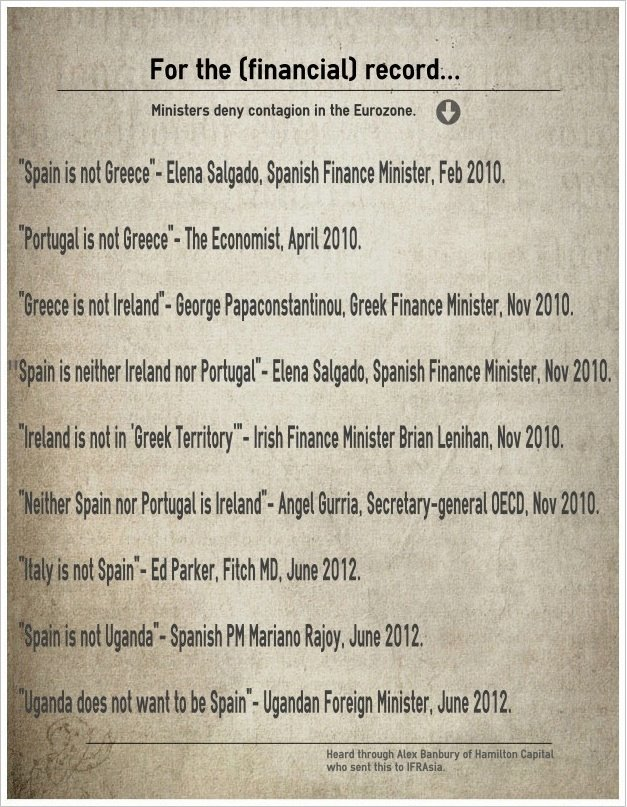 For the (financial) record...
Ministers deny contagion in the Eurozone.
"Spain is not Greece"- Elena Salgado, Spanish Finance Minister, Feb 2010.
"Portugal is not Greece"- The Economist, April 2010.
"Greece is not Ireland"- George Papaconstantinou, Greek Finance Minister, Nov 2010.
"Spain is neither Ireland nor Portugal"- Elena Salgado, Spanish Finance Minister, Nov 2010.
"Ireland is not in 'Greek Territory'"- Irish Finance Minister Brian Lenihan, Nov 2010.
"Neither Spain nor Portugal is Ireland"- Angel Gurria, Secretary-general OECD, Nov 2010.
"Italy is not Spain"- Ed Parker, Fitch MD, June 2012.
"Spain is not Uganda"- Spanish PM Mariano Rajoy, June 2012.
"Uganda does not want to be Spain"- Ugandan Foreign Minister, June 2012.
Heard through Alex Banbury of Hamilton Capital
who sent this to IFRAsia.